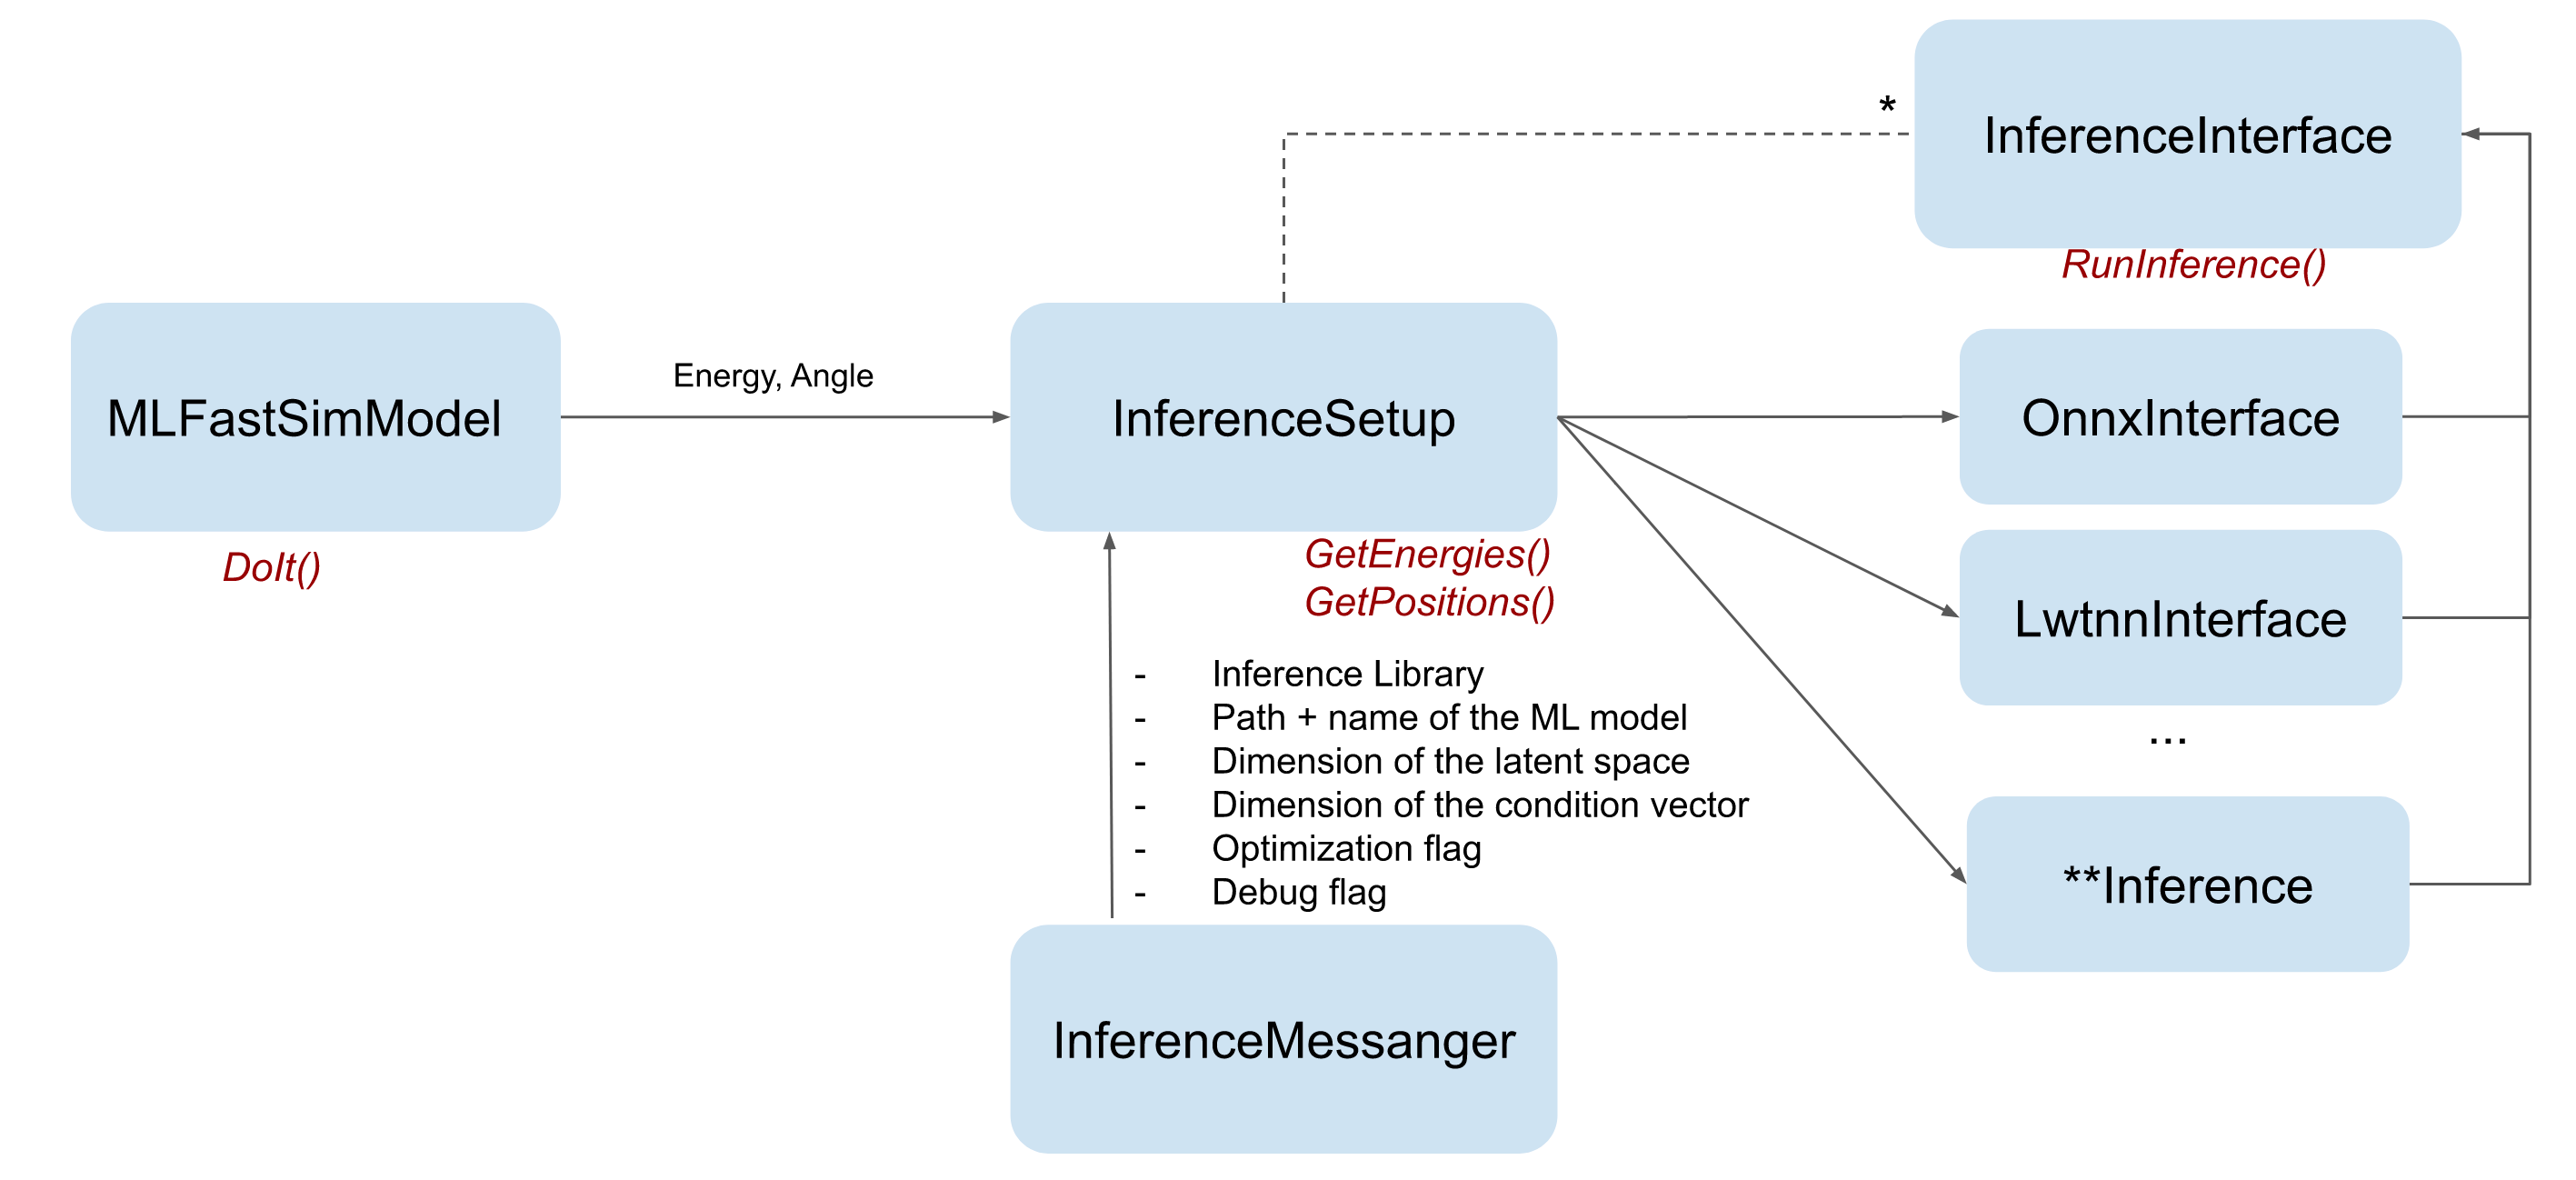 *
InferenceInterface
RunInference()
MLFastSimModel
DoIt()
Energy, Angle
InferenceSetup
GetEnergies()
GetPositions()
- Inference Library
- Path + name of the ML model
- Dimension of the latent space
- Dimension of the condition vector
- Optimization flag
- Debug flag
InferenceMessanger
OnnxInterface
LwtnnInterface
...
**Inference